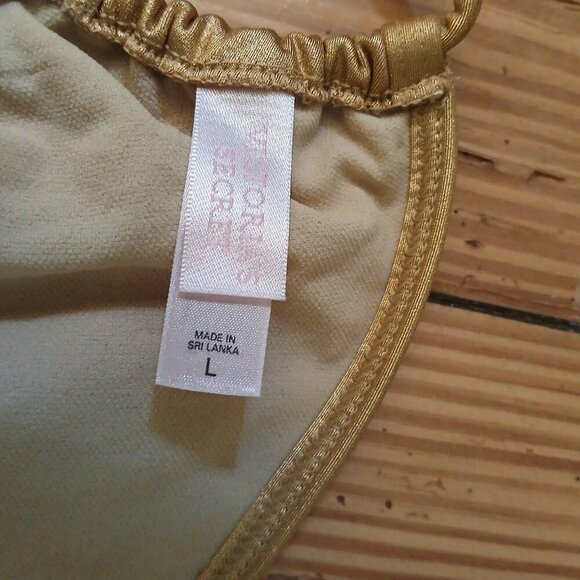 VICTORIA'S
SECRET
MADE IN
SRI LANKA
L